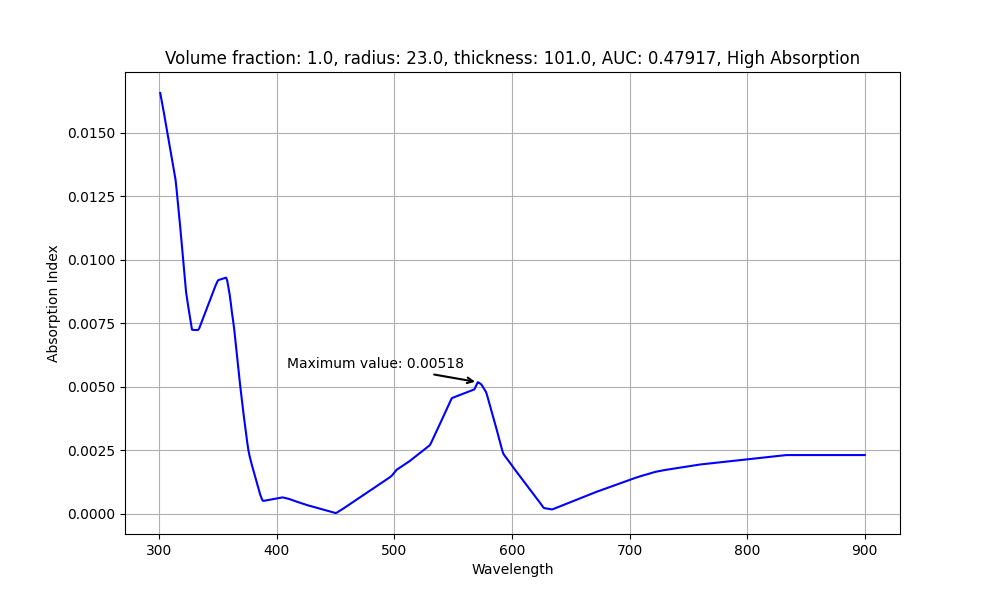 Volume fraction: 1.0, radius: 23.0, thickness: 101.0, AUC: 0.47917, High Absorption
0.0150
0.0125
0.0100
0.0075
0.0050
0.0025
0.0000
Absorption Index
Maximum value: 0.00518
300 400 500 600 700 800 900
Wavelength